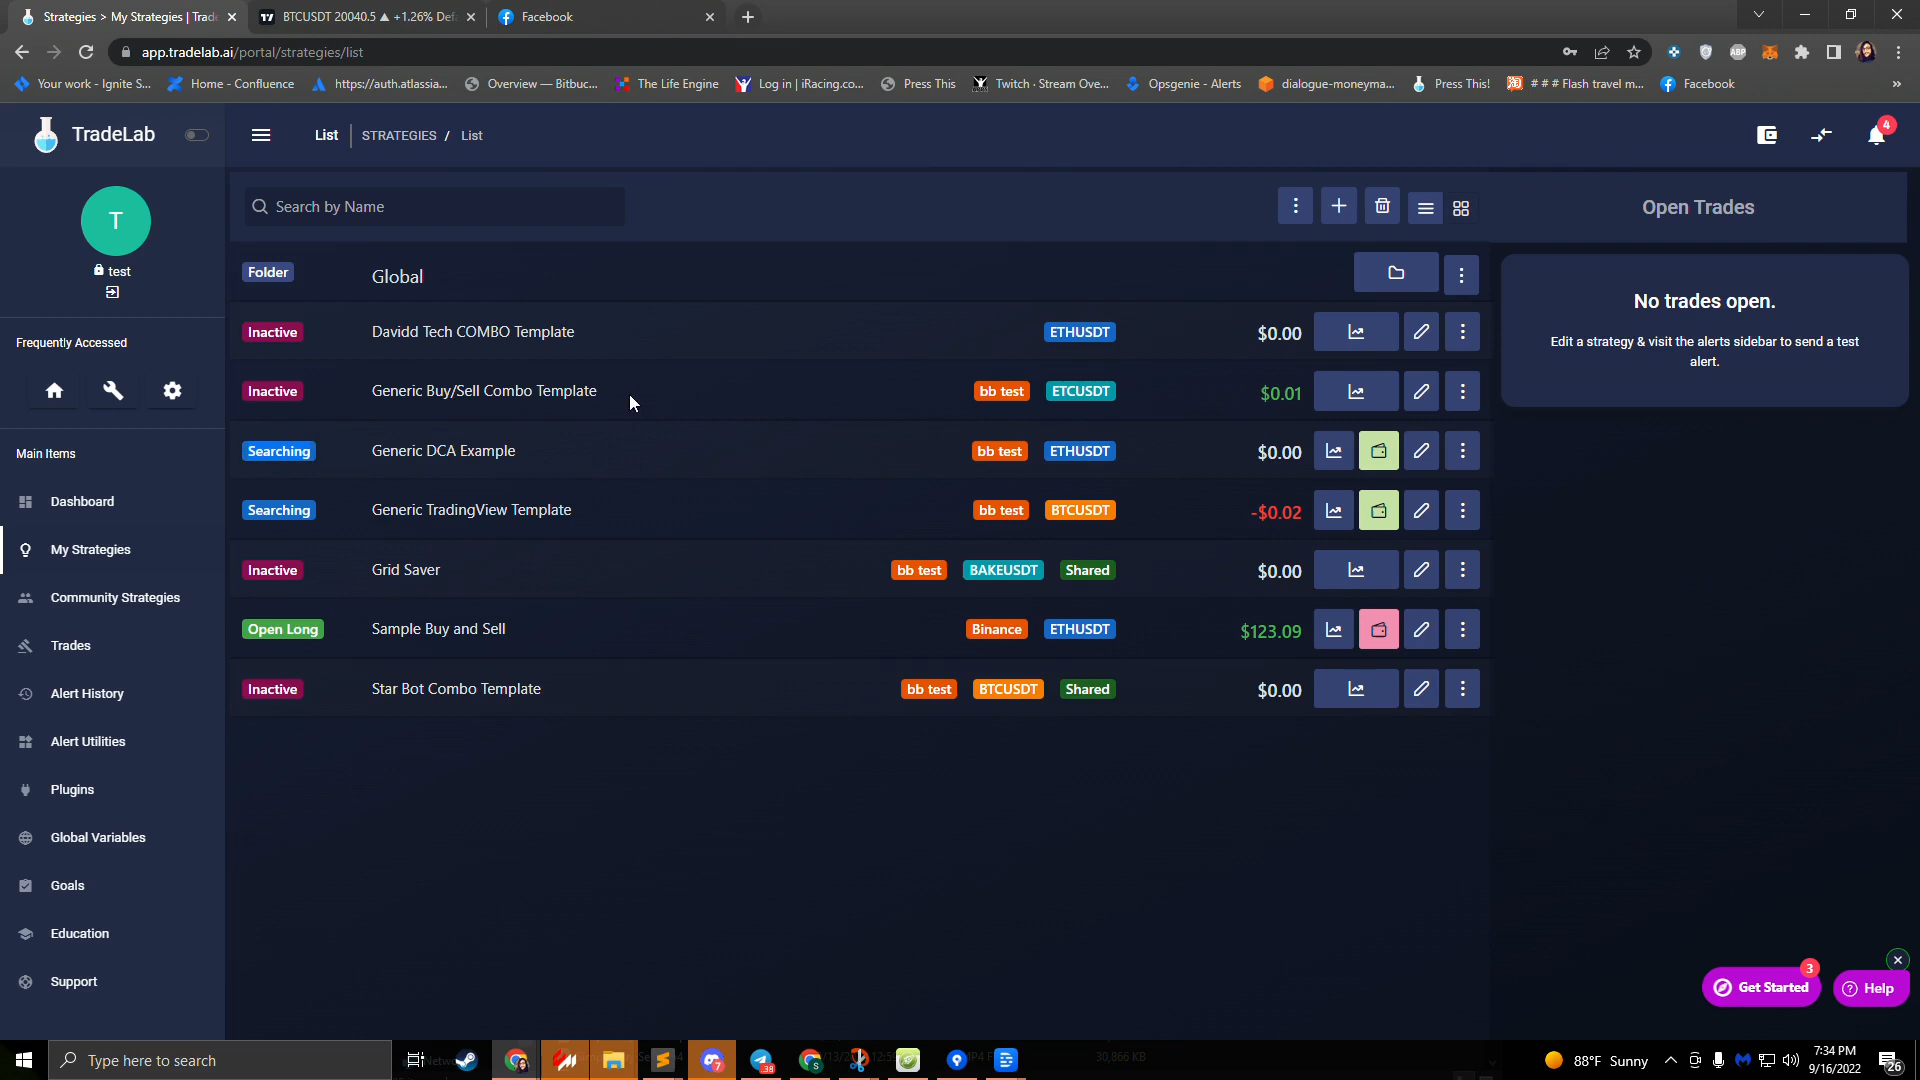 Strategies > My Strategies | Trade
BTCUSDT 20040.5 ▲ +1.26% Def
Facebook
app.tradelab.ai/portal/strategies/list
Your work - Ignite S...
Home - Confluence
https://auth.atlassia...
Overview — Bitbuc...
The Life Engine
Log in | iRacing.co...
Press This
Twitch · Stream Ove...
Opsgenie - Alerts
dialogue-moneyma...
Press This!
# # # Flash travel m...
Facebook
»
TradeLab
List
STRATEGIES / List
4
T
test
Search by Name
Open Trades
Folder
Global
No trades open.
Edit a strategy & visit the alerts sidebar to send a test
alert.
Inactive Davidd Tech COMBO Template ETHUSDT $0.00
Inactive Generic Buy/Sell Combo Template bb test ETCUSDT $0.01
Searching Generic DCA Example bb test ETHUSDT $0.00
Searching Generic TradingView Template bb test BTCUSDT -$0.02
Inactive Grid Saver bb test BAKEUSDT Shared $0.00
Open Long Sample Buy and Sell Binance ETHUSDT $123.09
Inactive Star Bot Combo Template bb test BTCUSDT Shared $0.00
Frequently Accessed
Main Items
Dashboard
My Strategies
Community Strategies
Trades
Alert History
Alert Utilities
Plugins
Global Variables
Goals
Education
Support
3
Get Started
Help
Type here to search
7
38
30,866 KB
88°F Sunny
7:34 PM
9/16/2022
26